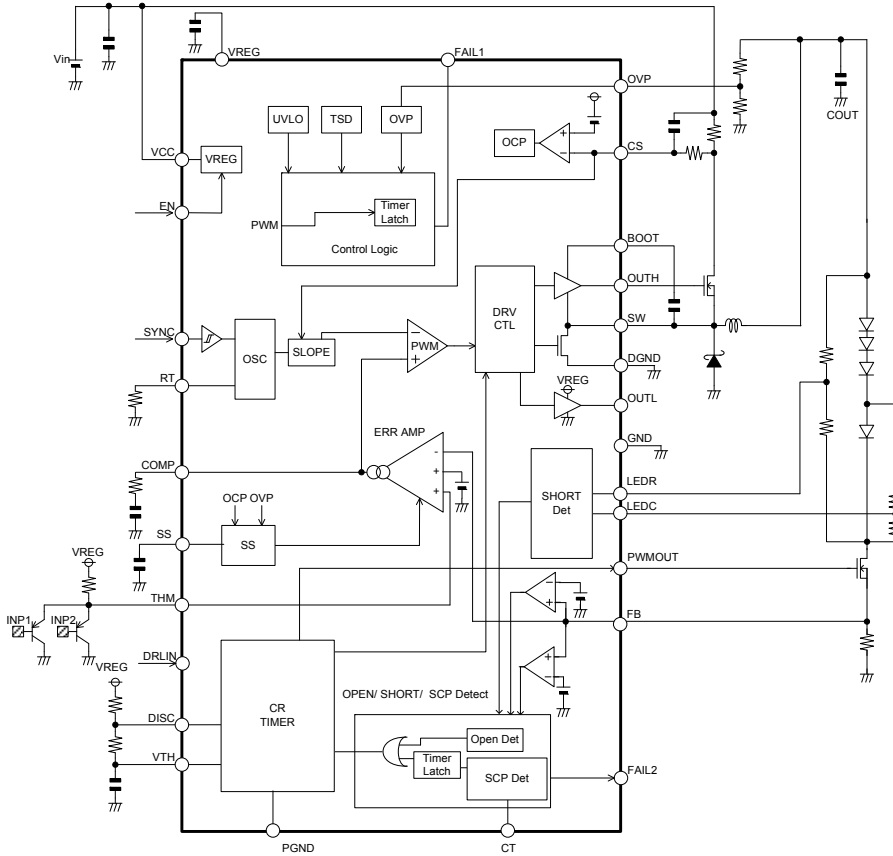 VREG
FAIL1
Vin
OVP
UVLO
TSD
OVP
COUT
OCP
CS
VCC
VREG
EN
Timer
Latch
PWM
Control Logic
BOOT
OUTH
DRV
CTL
SW
SYNC
OSC
SLOPE
PWM
DGND
RT
VREG
OUTL
ERR AMP
GND
COMP
SHORT
Det
LEDR
LEDC
OCP OVP
SS
SS
PWMOUT
VREG
THM
FB
INP1
INP2
DRLIN
VREG
OPEN/ SHORT/ SCP Detect
CR
TIMER
DISC
Open Det
VTH
Timer
Latch
SCP Det
FAIL2
PGND
CT